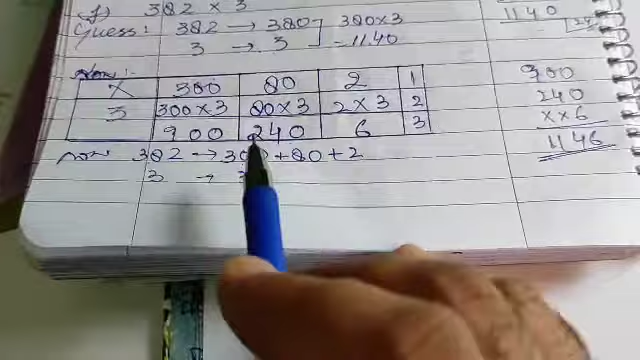 f) 382 × 3
Guess: 382 → 380 ] 380×3
3 → 3 ] = 1140
1140
Now :-
× 300 80 2 1
3 300×3 80×3 2×3 2
900 240 6 3
900
240
××6
1146
now 382 → 300+80+2
3 →